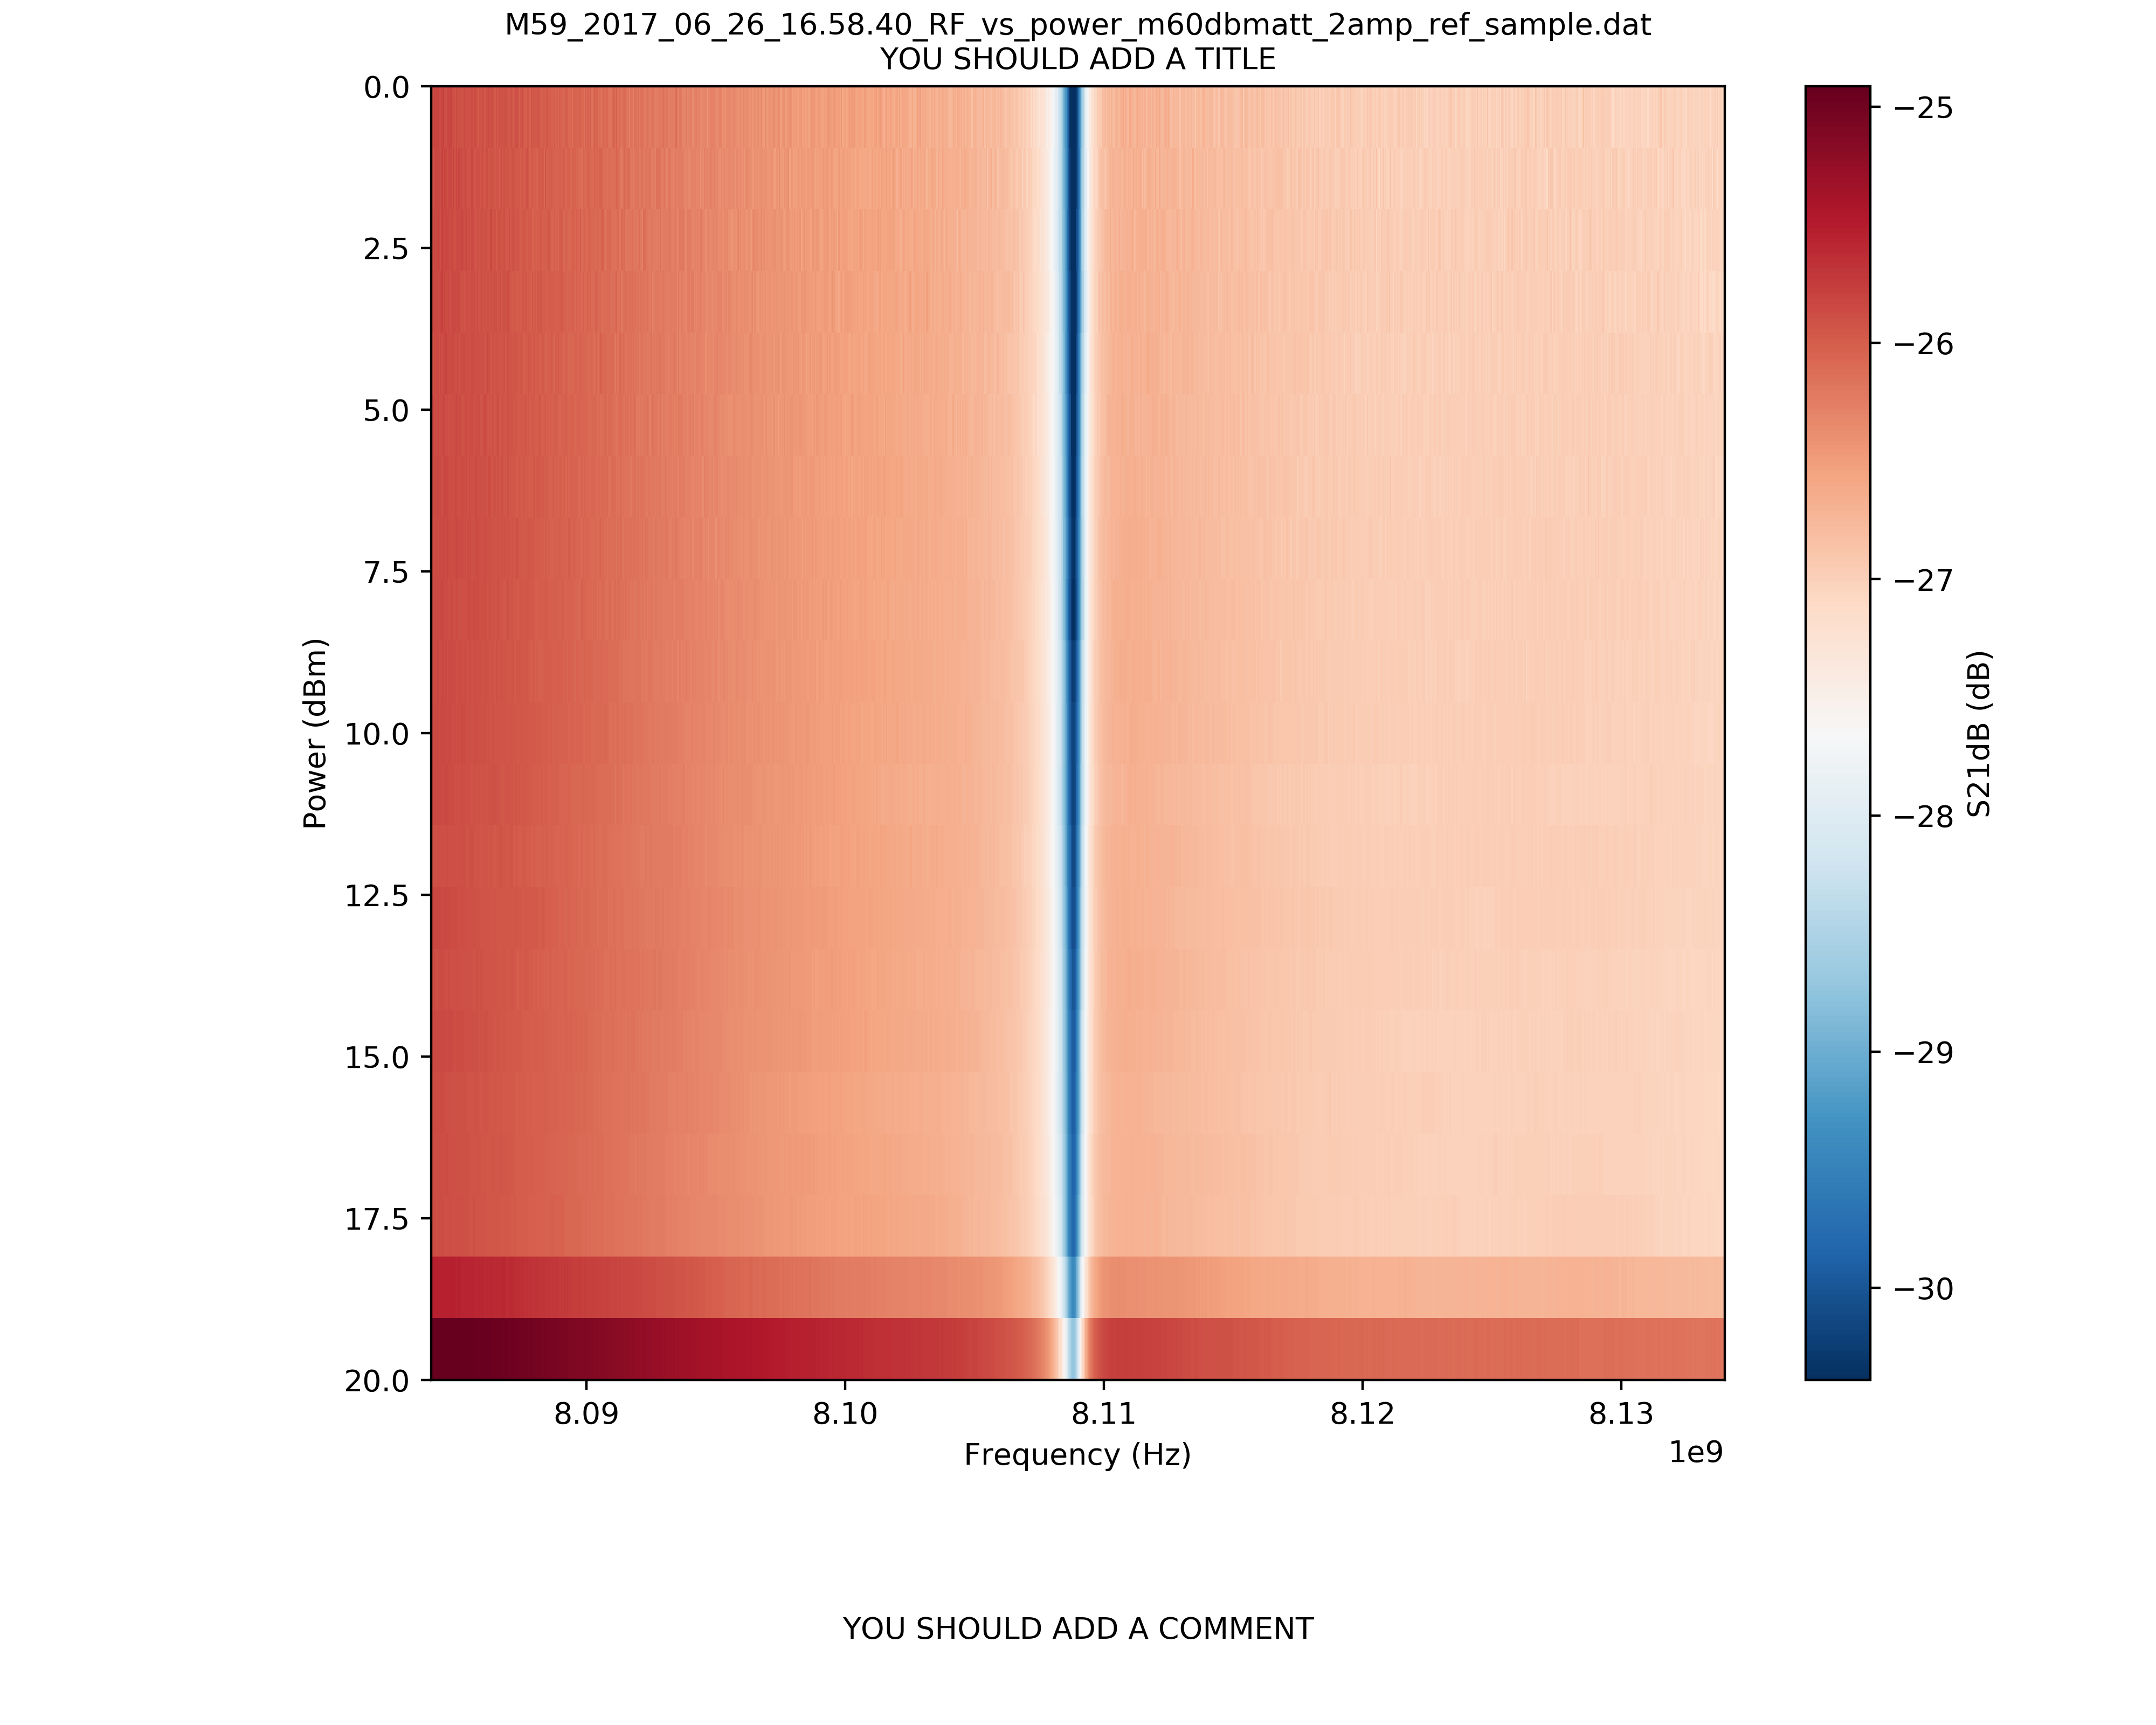 M59_2017_06_26_16.58.40_RF_vs_power_m60dbmatt_2amp_ref_sample.dat
YOU SHOULD ADD A TITLE
0.0
2.5
5.0
7.5
10.0
12.5
15.0
17.5
20.0
Power (dBm)
8.09
8.10
8.11
8.12
8.13
1e9
Frequency (Hz)
−25
−26
−27
−28
−29
−30
S21dB (dB)
YOU SHOULD ADD A COMMENT